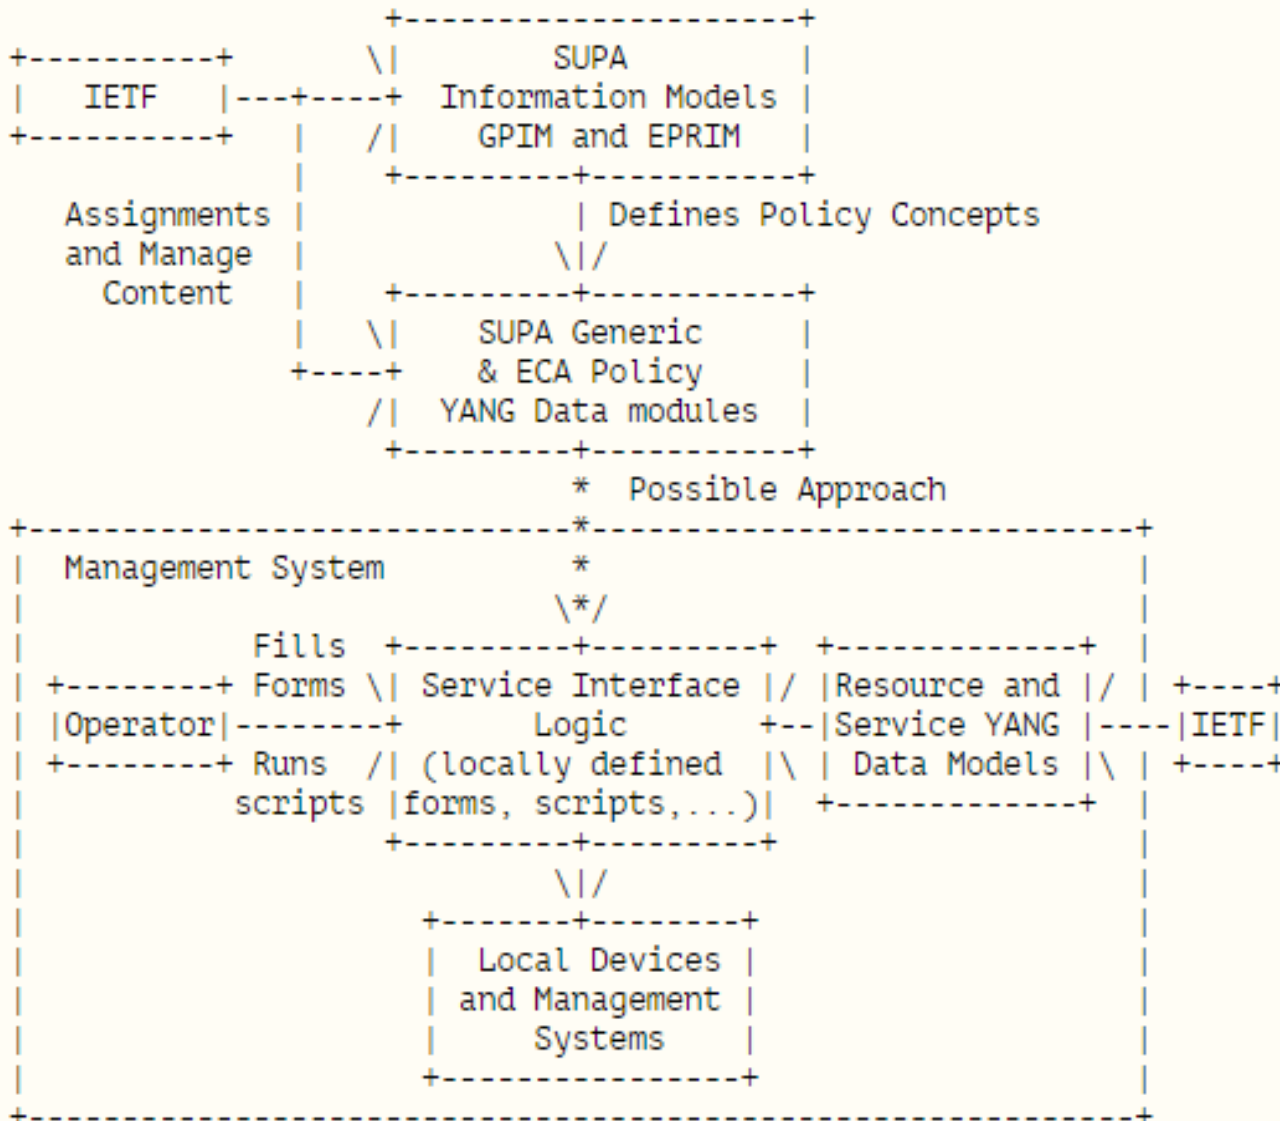 +----------------------+
+----------+       \|        SUPA          |
|   IETF   |---+----+  Information Models |
+----------+   |   /|    GPIM and EPRIM   |
               |    +---------+-----------+
   Assignments |              | Defines Policy Concepts
   and Manage  |             \|/
     Content   |    +---------+-----------+
               |   \|    SUPA Generic     |
               +----+    & ECA Policy     |
                   /|  YANG Data modules  |
                    +---------+-----------+
                              *  Possible Approach
+-----------------------------*-----------------------------+
|  Management System          *                             |
|                            \*/                            |
|            Fills  +---------+---------+  +-------------+  |
| +--------+ Forms \| Service Interface |/ |Resource and |/ | +----+
| |Operator|--------+       Logic       +--|Service YANG |----|IETF|
| +--------+ Runs  /| (locally defined  |\ | Data Models |\ | +----+
|           scripts |forms, scripts,...)|  +-------------+  |
|                   +---------+---------+                   |
|                            \|/                            |
|                     +-------+--------+                    |
|                     |  Local Devices |                    |
|                     | and Management |                    |
|                     |     Systems    |                    |
|                     +----------------+                    |
+-----------------------------------------------------------+